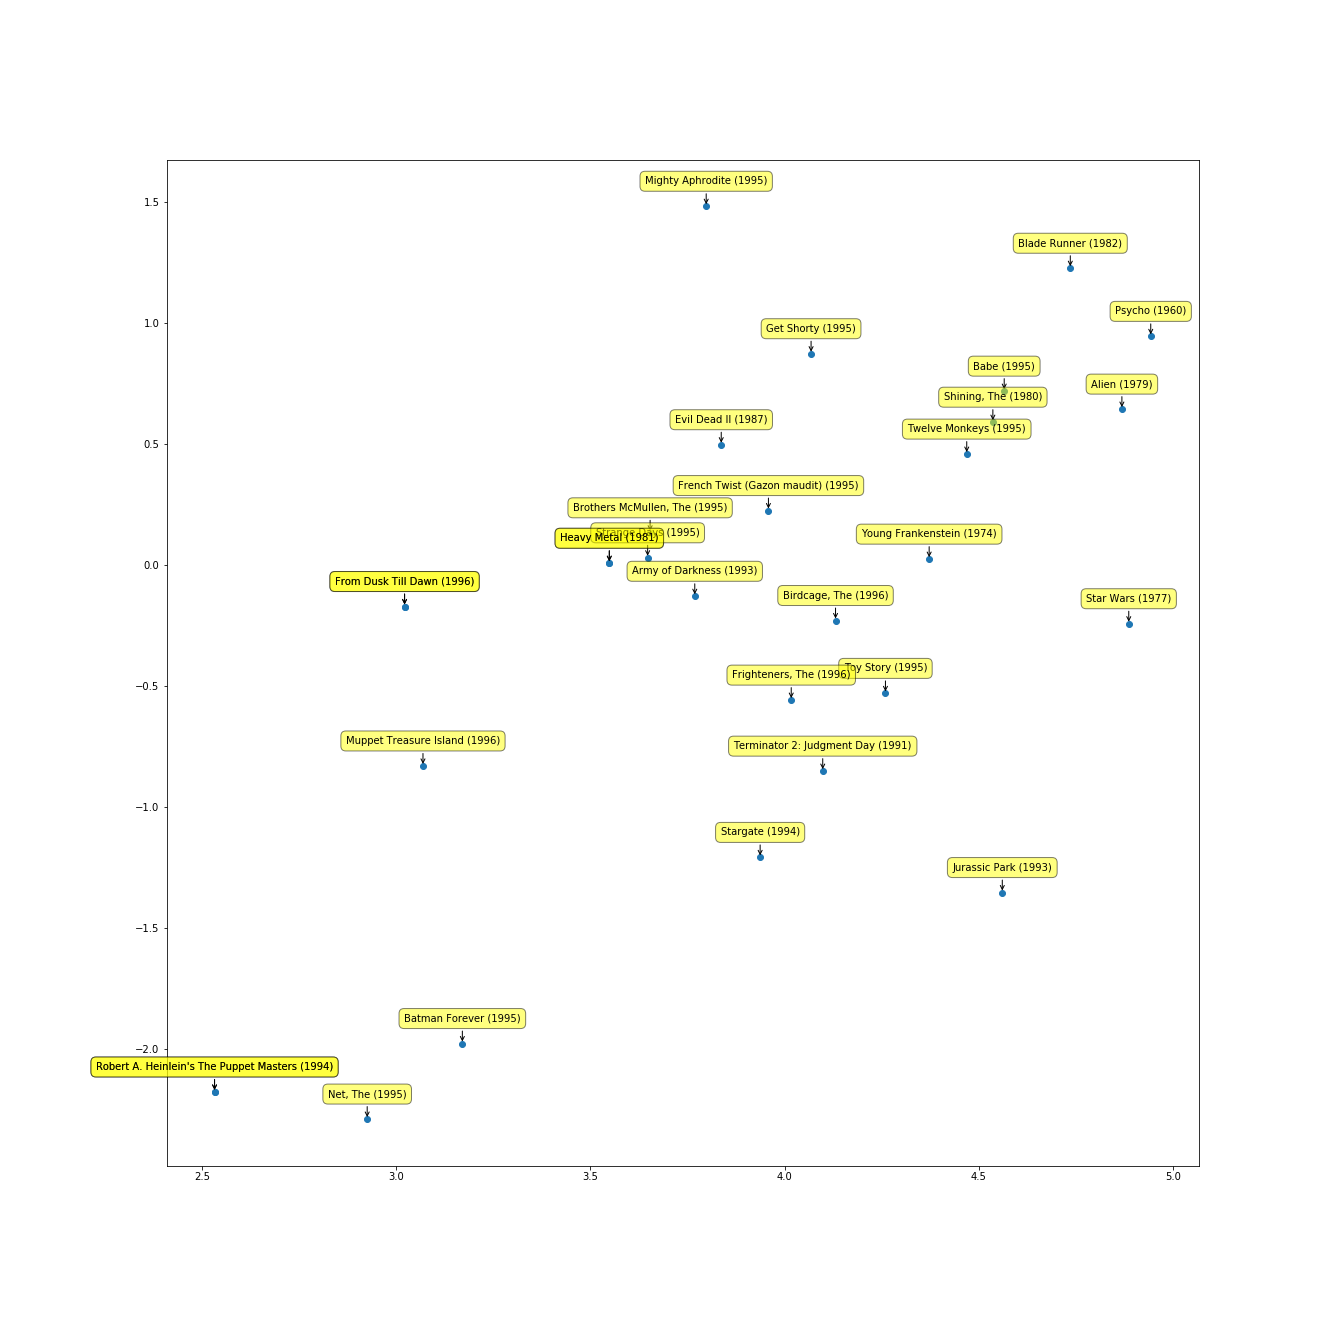 Mighty Aphrodite (1995)
1.5
Blade Runner (1982)
Psycho (1960)
1.0
Get Shorty (1995)
Babe (1995)
Alien (1979)
Shining, The (1980)
Evil Dead II (1987)
Twelve Monkeys (1995)
0.5
French Twist (Gazon maudit) (1995)
Brothers McMullen, The (1995)
Strange Days (1995)
Heavy Metal (1981)
Young Frankenstein (1974)
0.0
Army of Darkness (1993)
From Dusk Till Dawn (1996)
Birdcage, The (1996)
Star Wars (1977)
Toy Story (1995)
Frighteners, The (1996)
−0.5
Muppet Treasure Island (1996)
Terminator 2: Judgment Day (1991)
−1.0
Stargate (1994)
Jurassic Park (1993)
−1.5
Batman Forever (1995)
−2.0
Robert A. Heinlein's The Puppet Masters (1994)
Net, The (1995)
2.5
3.0
3.5
4.0
4.5
5.0